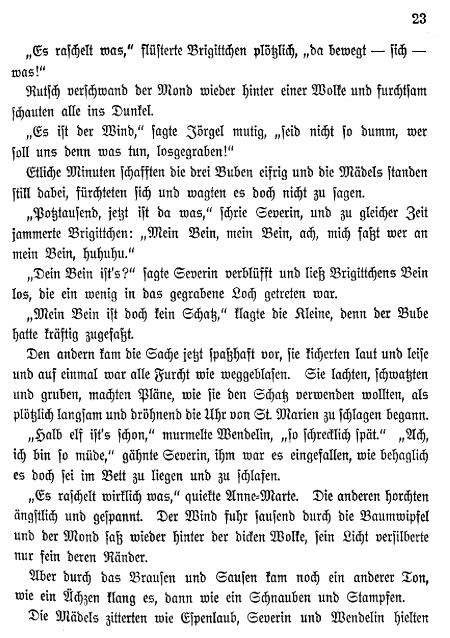 23
„Es raschelt was,“ flüsterte Brigittchen plötzlich, „da bewegt — sich —
was!“
Rutsch verschwand der Mond wieder hinter einer Wolke und furchtsam
schauten alle ins Dunkel.
„Es ist der Wind,“ sagte Jörgel mutig, „seid nicht so dumm, wer
soll uns denn was tun, losgegraben!“
Etliche Minuten schafften die drei Buben eifrig und die Mädels standen
still dabei, fürchteten sich und wagten es doch nicht zu sagen.
„Potztausend, jetzt ist da was,“ schrie Severin, und zu gleicher Zeit
jammerte Brigittchen: „Mein Bein, mein Bein, ach, mich faßt wer an
mein Bein, huhuhu.“
„Dein Bein ist's?“ sagte Severin verblüfft und ließ Brigittchens Bein
los, die ein wenig in das gegrabene Loch getreten war.
„Mein Bein ist doch kein Schatz,“ klagte die Kleine, denn der Bube
hatte kräftig zugefaßt.
Den andern kam die Sache jetzt spaßhaft vor, sie kicherten laut und leise
und auf einmal war alle Furcht wie weggeblasen. Sie lachten, schwatzten
und gruben, machten Pläne, wie sie den Schatz verwenden wollten, als
plötzlich langsam und dröhnend die Uhr von St. Marien zu schlagen begann.
„Halb elf ist's schon,“ murmelte Wendelin, „so schrecklich spät.“ „Ach,
ich bin so müde,“ gähnte Severin, ihm war es eingefallen, wie behaglich
es doch sei im Bett zu liegen und zu schlafen.
„Es raschelt wirklich was,“ quiekte Anne-Marte. Die anderen horchten
ängstlich und gespannt. Der Wind fuhr sausend durch die Baumwipfel
und der Mond saß wieder hinter der dicken Wolke, sein Licht versilberte
nur fein deren Ränder.
Aber durch das Brausen und Sausen kam noch ein anderer Ton,
wie ein Ächzen klang es, dann wie ein Schnauben und Stampfen.
Die Mädels zitterten wie Espenlaub, Severin und Wendelin hielten